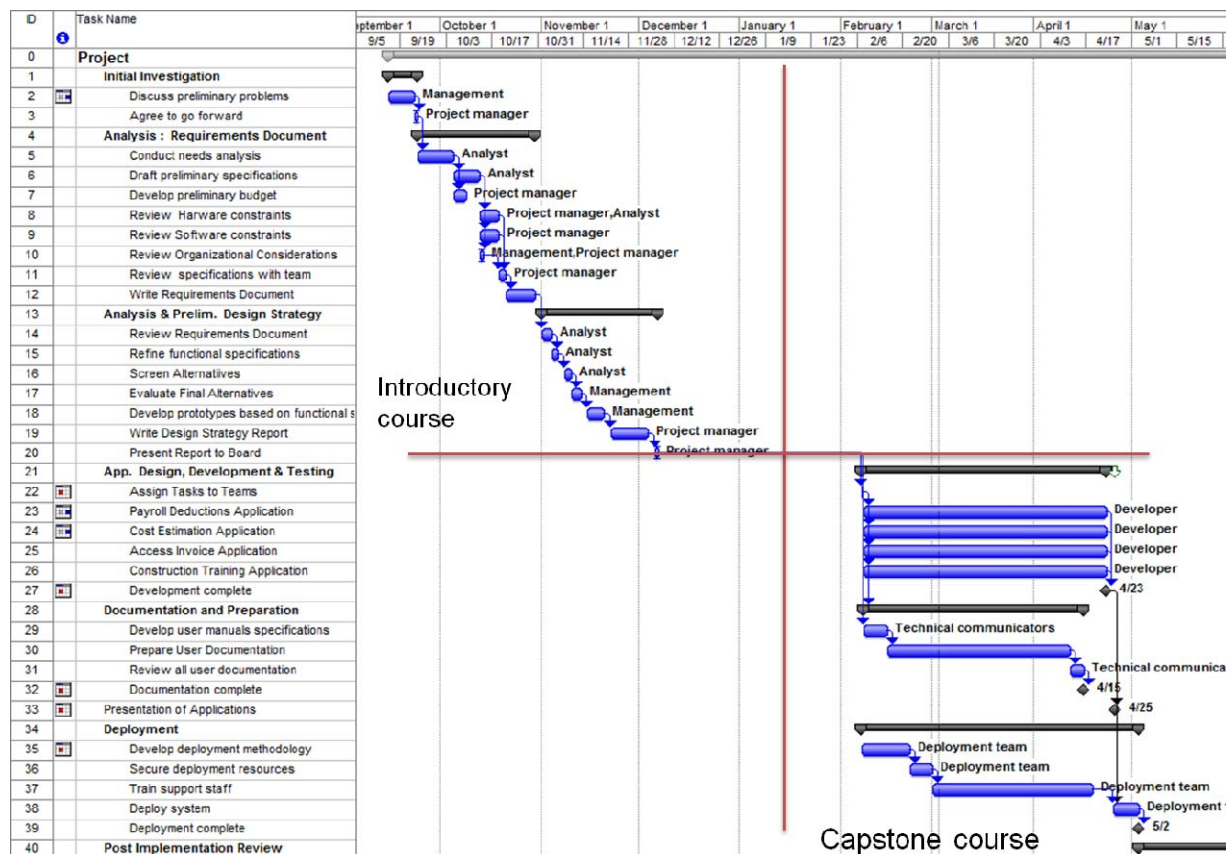 ID Task Name eptember 1 October 1 November 1 December 1 January 1 February 1 March 1 April 1 May 1
9/5 9/19 10/3 10/17 10/31 11/14 11/28 12/12 12/26 1/9 1/23 2/6 2/20 3/6 3/20 4/3 4/17 5/1 5/15
0 Project
1 Initial Investigation
2 Discuss preliminary problems Management
3 Agree to go forward Project manager
4 Analysis : Requirements Document
5 Conduct needs analysis Analyst
6 Draft preliminary specifications Analyst
7 Develop preliminary budget Project manager
8 Review Harware constraints Project manager,Analyst
9 Review Software constraints Project manager
10 Review Organizational Considerations Management,Project manager
11 Review specifications with team Project manager
12 Write Requirements Document
13 Analysis & Prelim. Design Strategy
14 Review Requirements Document Analyst
15 Refine functional specifications Analyst
16 Screen Alternatiives Analyst
17 Evaluate Final Alternatives Management
18 Develop prototypes based on functional s Management
19 Write Design Strategy Report Project manager
20 Present Report to Board Project manager
Introductory
course
21 App. Design, Development & Testing
22 Assign Tasks to Teams
23 Payroll Deductions Application Developer
24 Cost Estimation Application Developer
25 Access Invoice Application Developer
26 Construction Training Application Developer
27 Development complete 4/23
28 Documentation and Preparation
29 Develop user manuals specifications Technical communicators
30 Prepare User Documentation
31 Review all user documentation Technical communica
32 Documentation complete 4/15
33 Presentation of Applications 4/25
34 Deployment
35 Develop deployment methodology Deployment team
36 Secure deployment resources Deployment team
37 Train support staff Deployment team
38 Deploy system Deployment
39 Deployment complete 5/2
40 Post Implementation Review
Capstone course